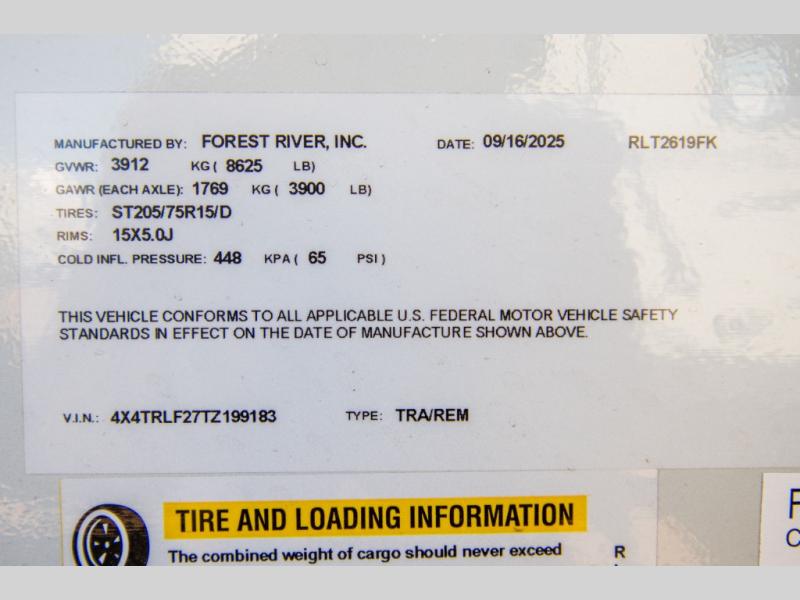 MANUFACTURED BY: FOREST RIVER, INC. DATE: 09/16/2025 RLT2619FK
GVWR: 3912 KG ( 8625 LB)
GAWR (EACH AXLE): 1769 KG ( 3900 LB)
TIRES: ST205/75R15/D
RIMS: 15X5.0J
COLD INFL. PRESSURE: 448 KPA ( 65 PSI )
THIS VEHICLE CONFORMS TO ALL APPLICABLE U.S. FEDERAL MOTOR VEHICLE SAFETY
STANDARDS IN EFFECT ON THE DATE OF MANUFACTURE SHOWN ABOVE.
V.I.N.: 4X4TRLF27TZ199183 TYPE: TRA/REM
TIRE AND LOADING INFORMATION
The combined weight of cargo should never exceed
R